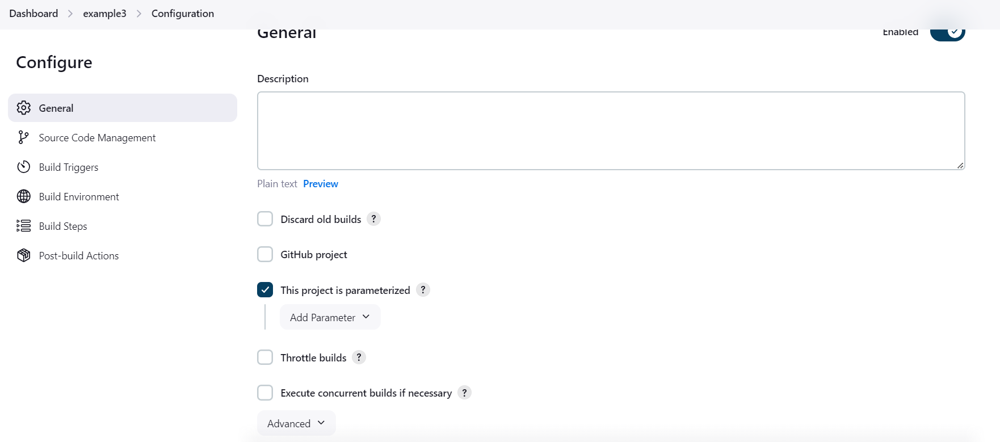 Dashboard > example3 > Configuration
General
Enabled
Configure
General
Source Code Management
Build Triggers
Build Environment
Build Steps
Post-build Actions
Description
Plain text Preview
Discard old builds ?
GitHub project
This project is parameterized ?
Add Parameter
Throttle builds ?
Execute concurrent builds if necessary ?
Advanced